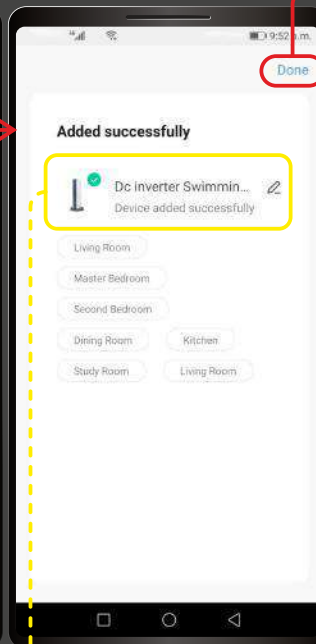 9:52 p.m.
Done
Added successfully
Dc inverter Swimmin...
Device added successfully
Living Room
Master Bedroom
Second Bedroom
Dining Room Kitchen
Study Room Living Room